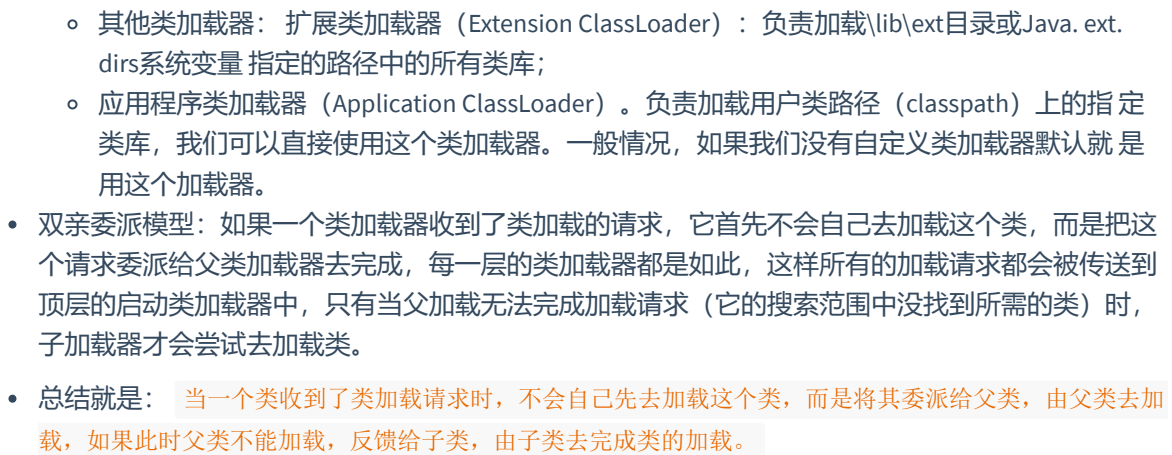 其他类加载器： 扩展类加载器（Extension ClassLoader）：负责加载\lib\ext目录或Java. ext.
dirs系统变量 指定的路径中的所有类库；
应用程序类加载器（Application ClassLoader）。负责加载用户类路径（classpath）上的指 定
类库，我们可以直接使用这个类加载器。一般情况，如果我们没有自定义类加载器默认就 是
用这个加载器。
双亲委派模型：如果一个类加载器收到了类加载的请求，它首先不会自己去加载这个类，而是把这
个请求委派给父类加载器去完成，每一层的类加载器都是如此，这样所有的加载请求都会被传送到
顶层的启动类加载器中，只有当父加载无法完成加载请求（它的搜索范围中没找到所需的类）时，
子加载器才会尝试去加载类。
总结就是： 当一个类收到了类加载请求时，不会自己先去加载这个类，而是将其委派给父类，由父类去加
载，如果此时父类不能加载，反馈给子类，由子类去完成类的加载。